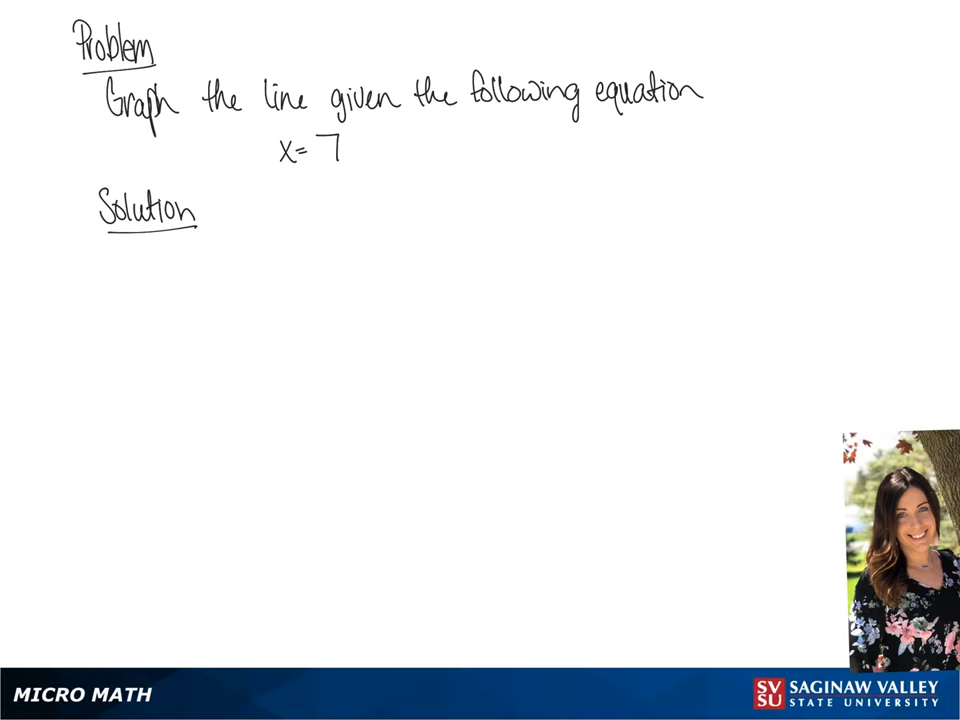 Problem
Graph the line given the following equation
x = 7
Solution
MICRO MATH
SV
SU
SAGINAW VALLEY
STATE UNIVERSITY